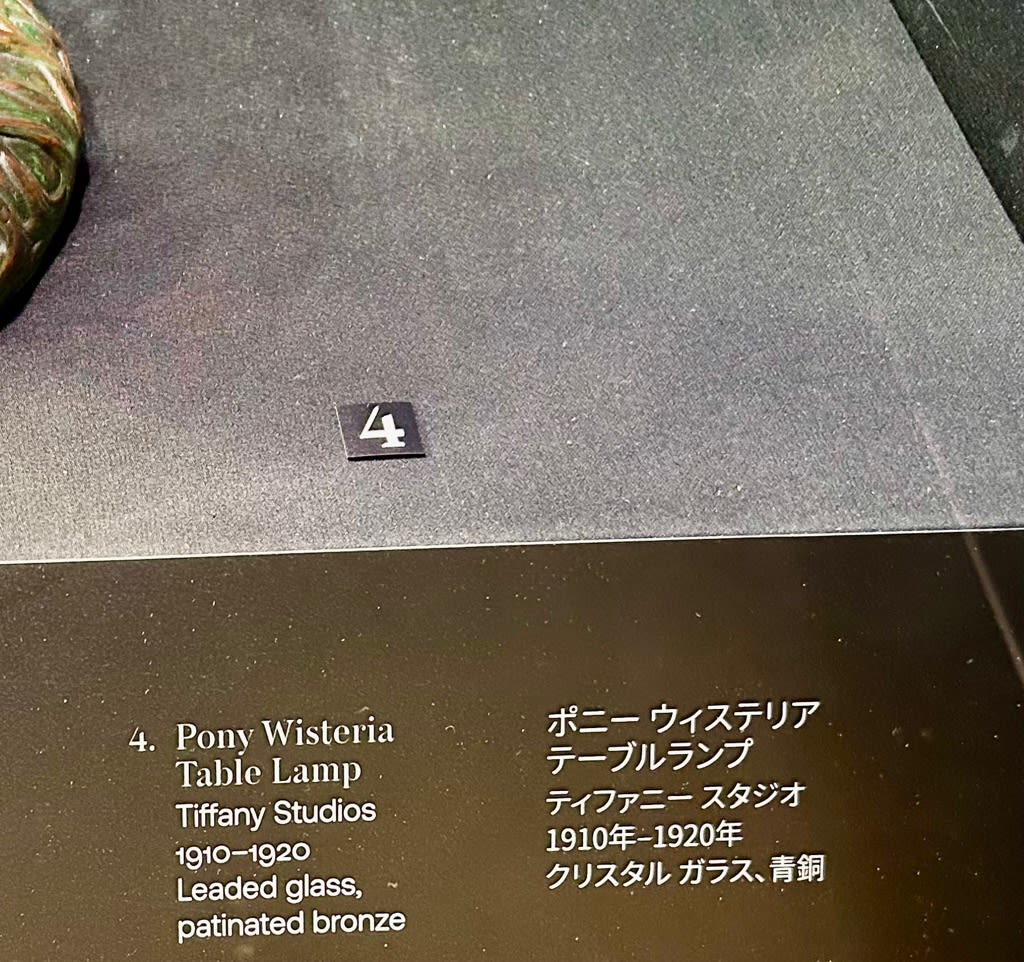 4
4. Pony Wisteria
Table Lamp
Tiffany Studios
1910–1920
Leaded glass,
patinated bronze
ポニー ウィステリア
テーブルランプ
ティファニー スタジオ
1910年–1920年
クリスタル ガラス、青銅